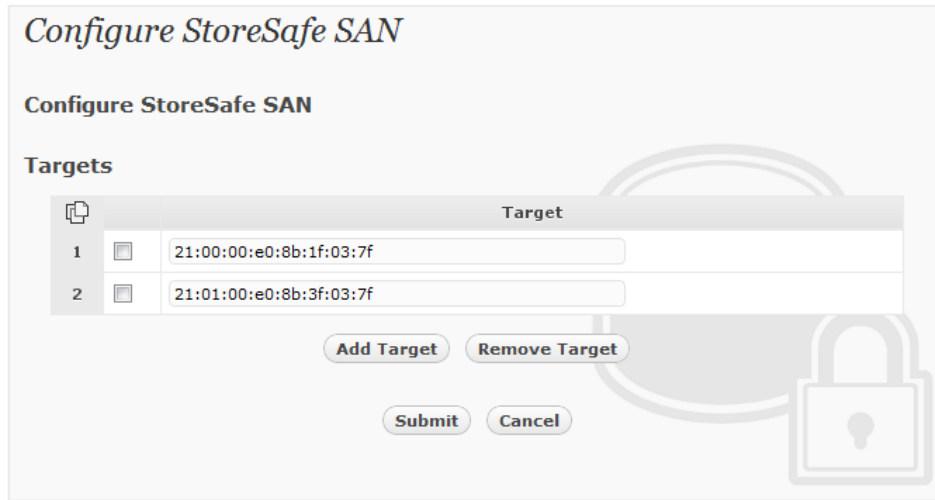 Configure StoreSafe SAN
Configure StoreSafe SAN
Targets
Target
1 21:00:00:e0:8b:1f:03:7f
2 21:01:00:e0:8b:3f:03:7f
Add Target Remove Target
Submit Cancel